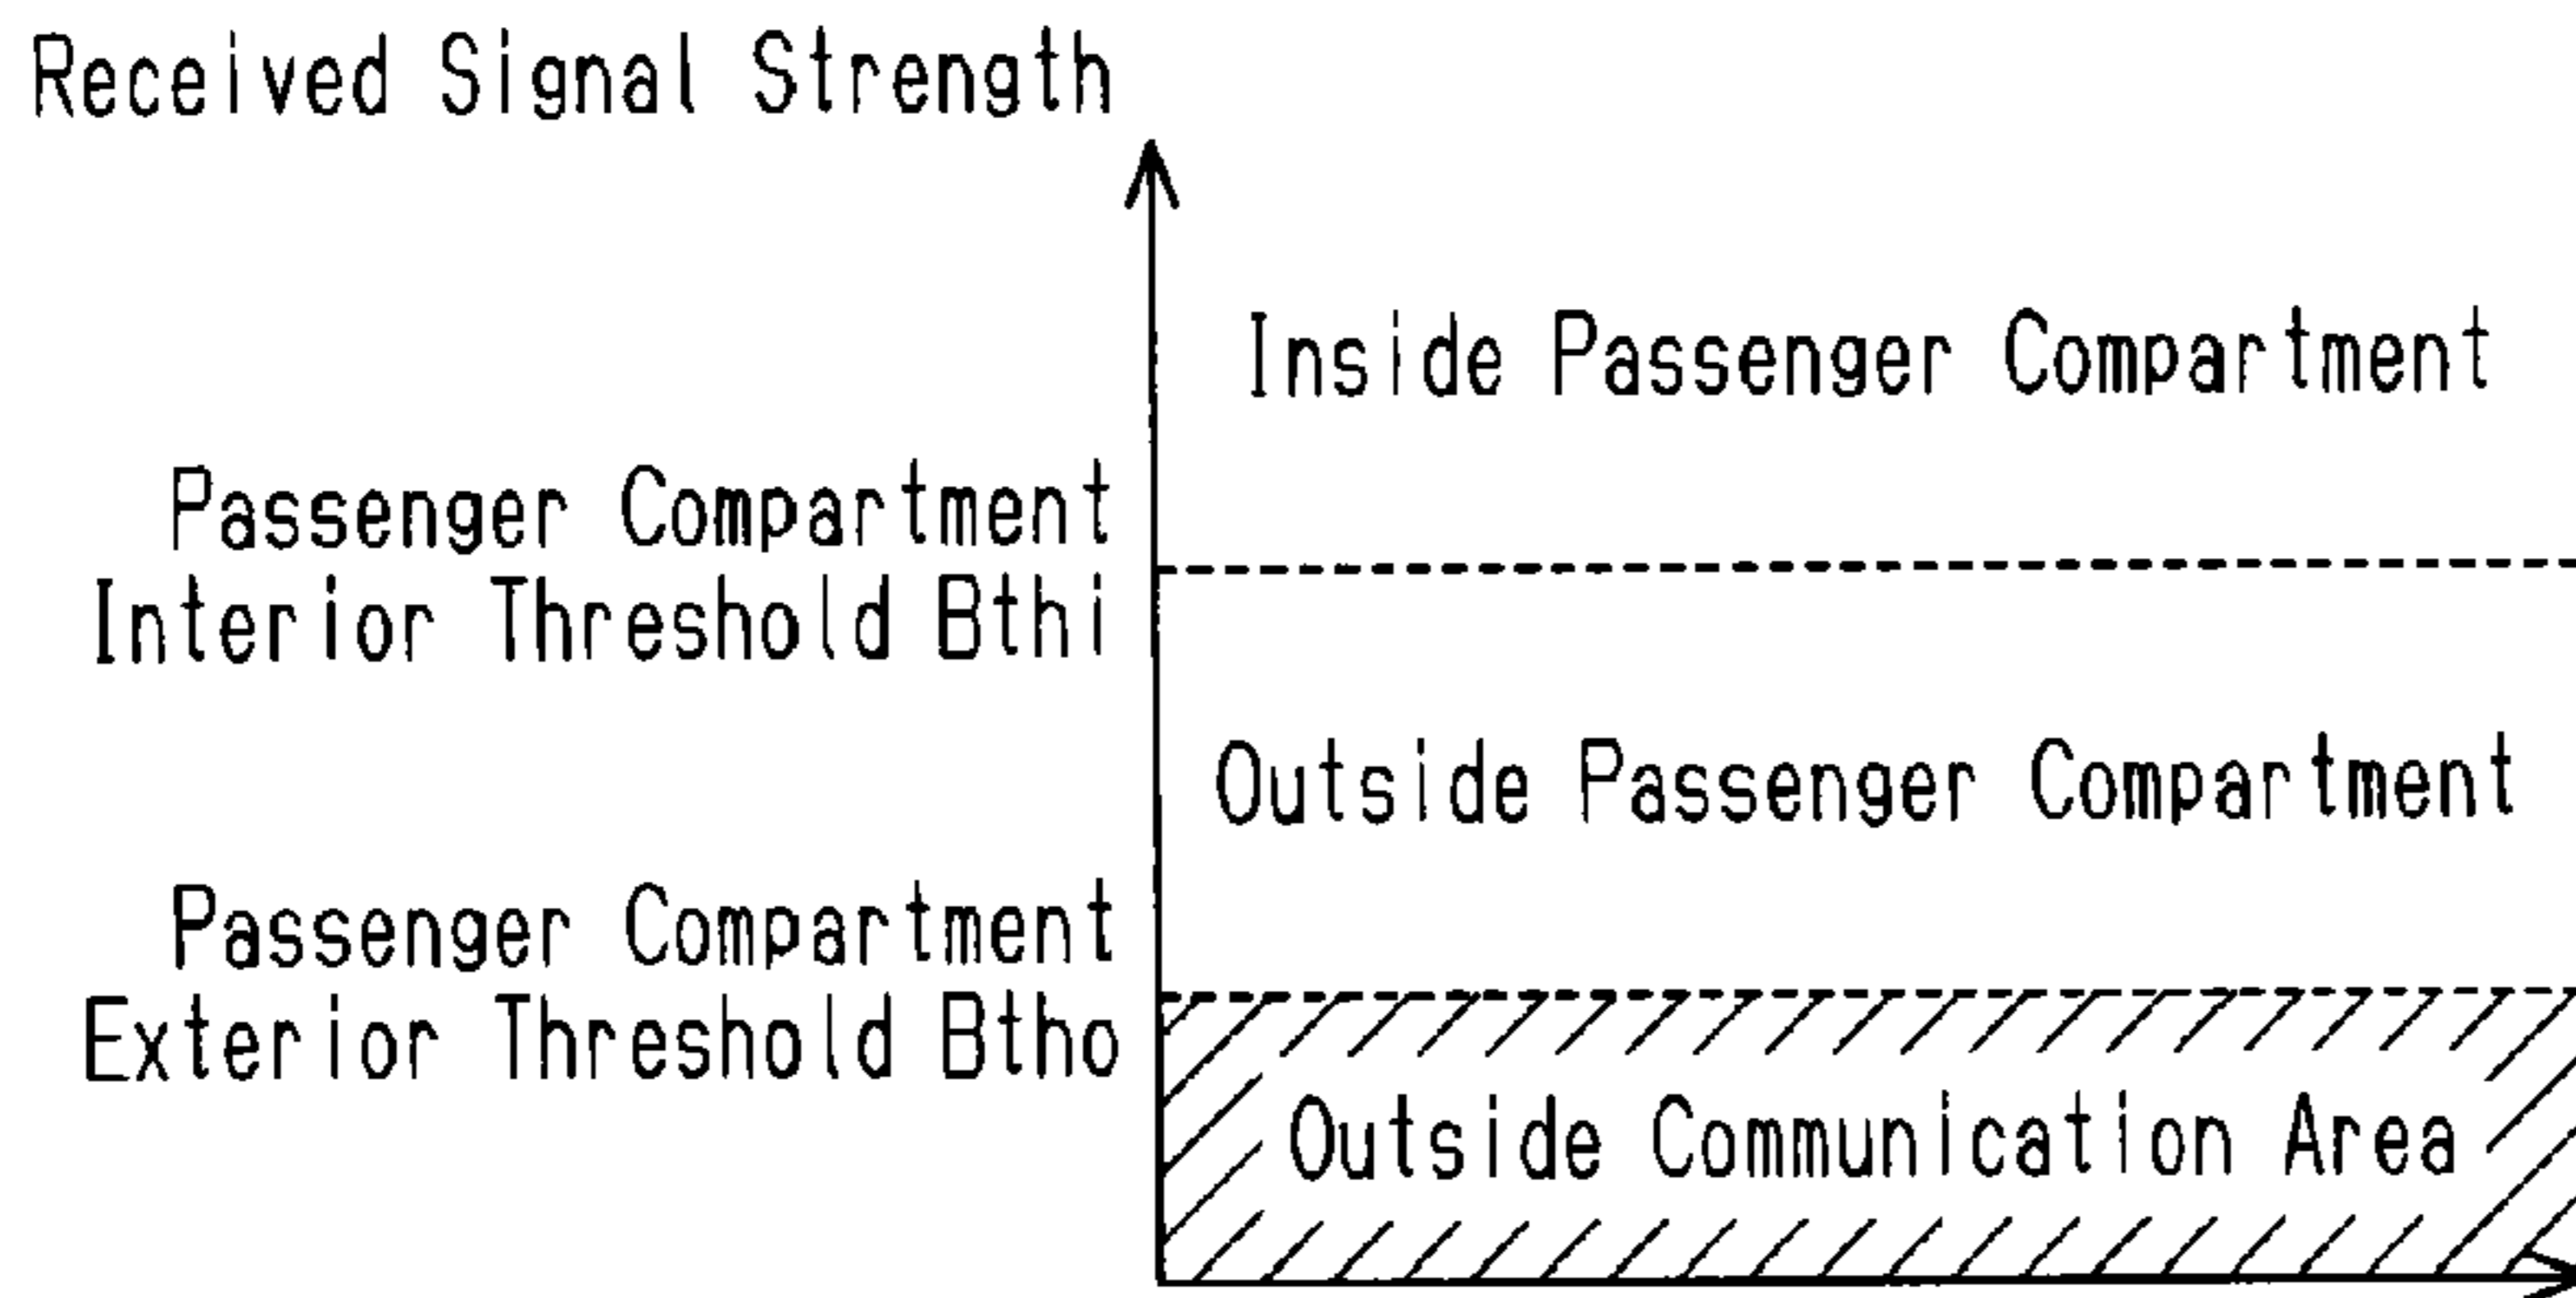 Received Signal Strength
Inside Passenger Compartment
Passenger Compartment
Interior Threshold Bthi
Outside Passenger Compartment
Passenger Compartment
Exterior Threshold Btho
Outside Communication Area